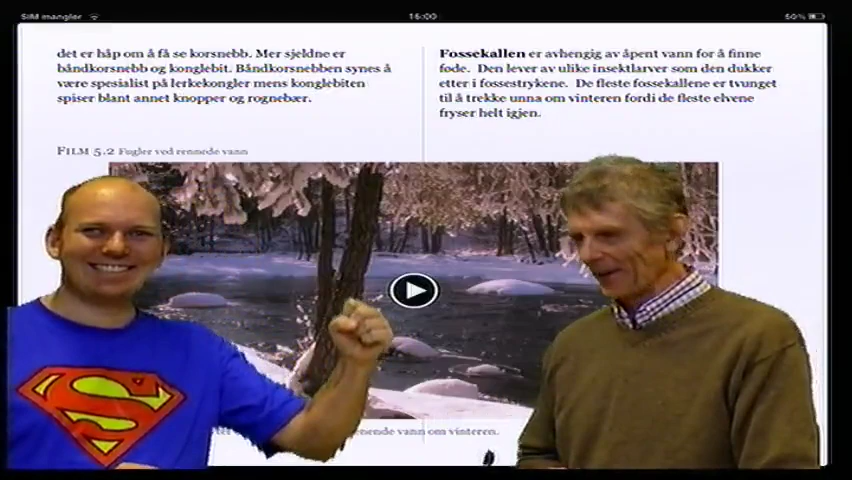 SIM mangler
16:00
60%
det er håp om å få se korsnebb. Mer sjeldne er
båndkorsnebb og konglebit. Båndkorsnebben synes å
være spesialist på lerkekongler mens konglebiten
spiser blant annet knopper og rognebær.
Fossekallen er avhengig av åpent vann for å finne
føde. Den lever av ulike insektlarver som den dukker
etter i fossestrykene. De fleste fossekallene er tvunget
til å trekke unna om vinteren fordi de fleste elvene
fryser helt igjen.
FILM 5.2 Fugler ved rennede vann
vann om vinteren.